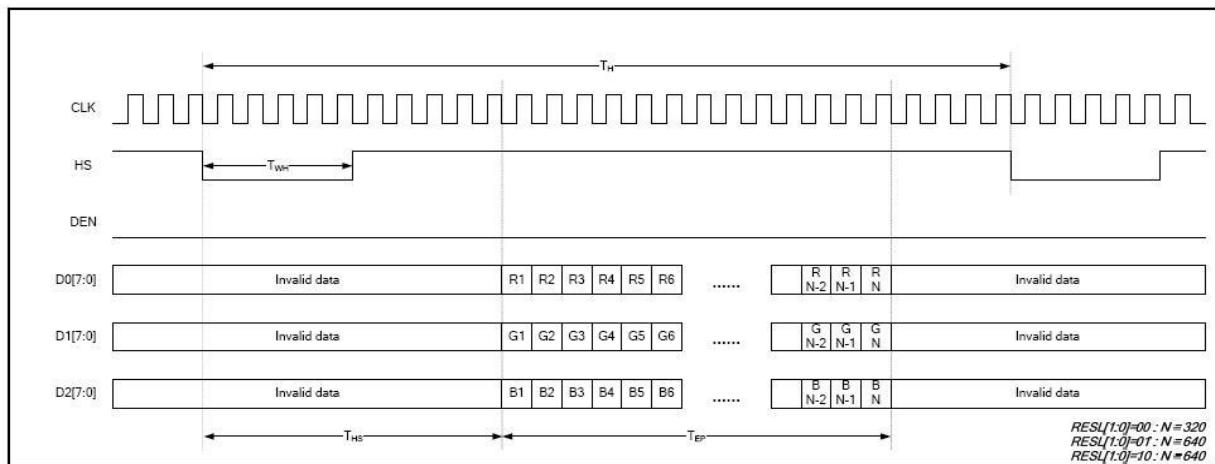 TH
CLK
HS
TWH
DEN
D0[7:0] Invalid data R1 R2 R3 R4 R5 R6 ...... R N-2 R N-1 R N Invalid data
D1[7:0] Invalid data G1 G2 G3 G4 G5 G6 ...... G N-2 G N-1 G N Invalid data
D2[7:0] Invalid data B1 B2 B3 B4 B5 B6 ...... B N-2 B N-1 B N Invalid data
THS TEP
RESL[1:0]=00 : N = 320
RESL[1:0]=01 : N = 640
RESL[1:0]=10 : N = 640